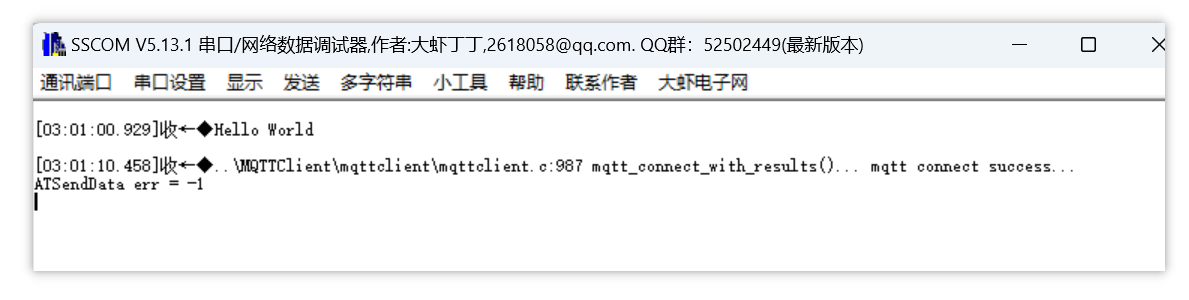 SSCOM V5.13.1 串口/网络数据调试器,作者:大虾丁丁,2618058@qq.com. QQ群：52502449(最新版本)
通讯端口 串口设置 显示 发送 多字符串 小工具 帮助 联系作者 大虾电子网
[03:01:00.929]收←◆Hello World
[03:01:10.458]收←◆..\MQTTClient\mqttclient\mqttclient.c:987 mqtt_connect_with_results()... mqtt connect success...
ATSendData err = -1